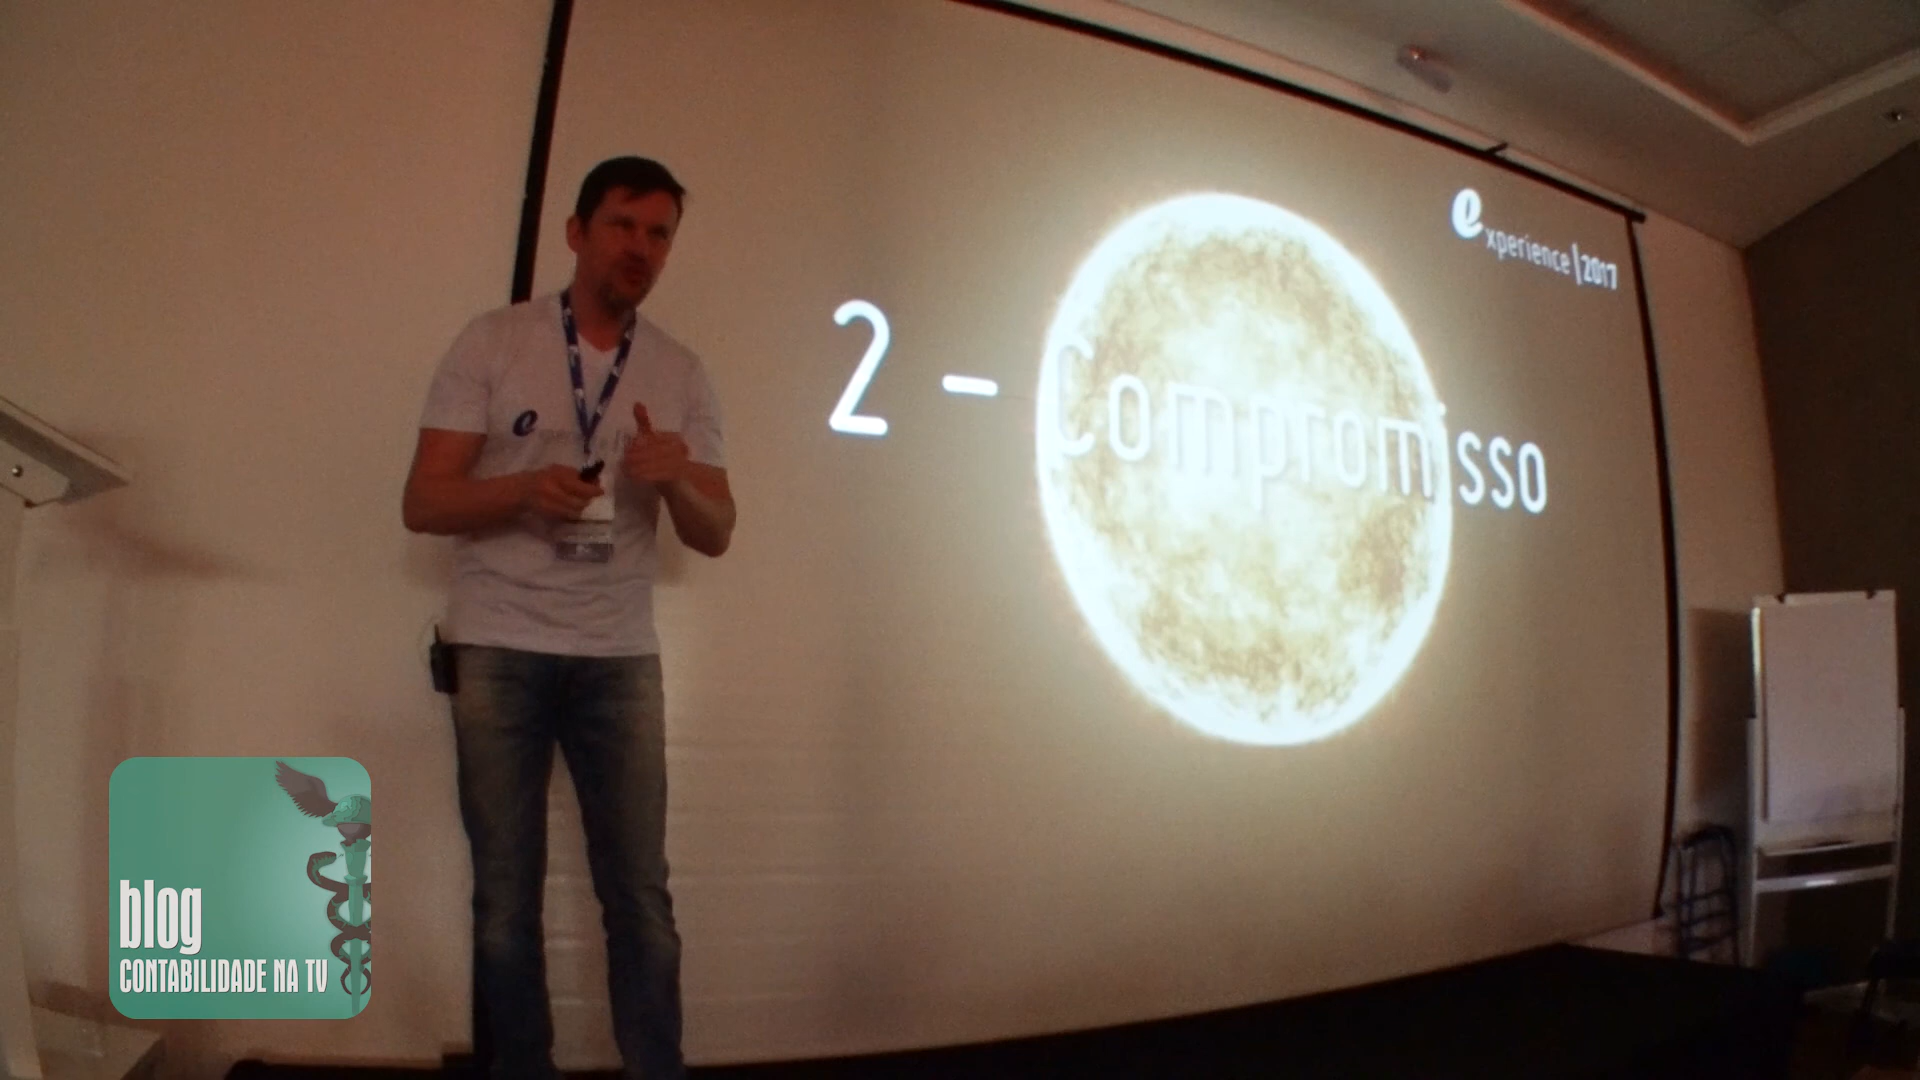 experience|2017
2 - Compromisso
e
blog
CONTABILIDADE NA TV